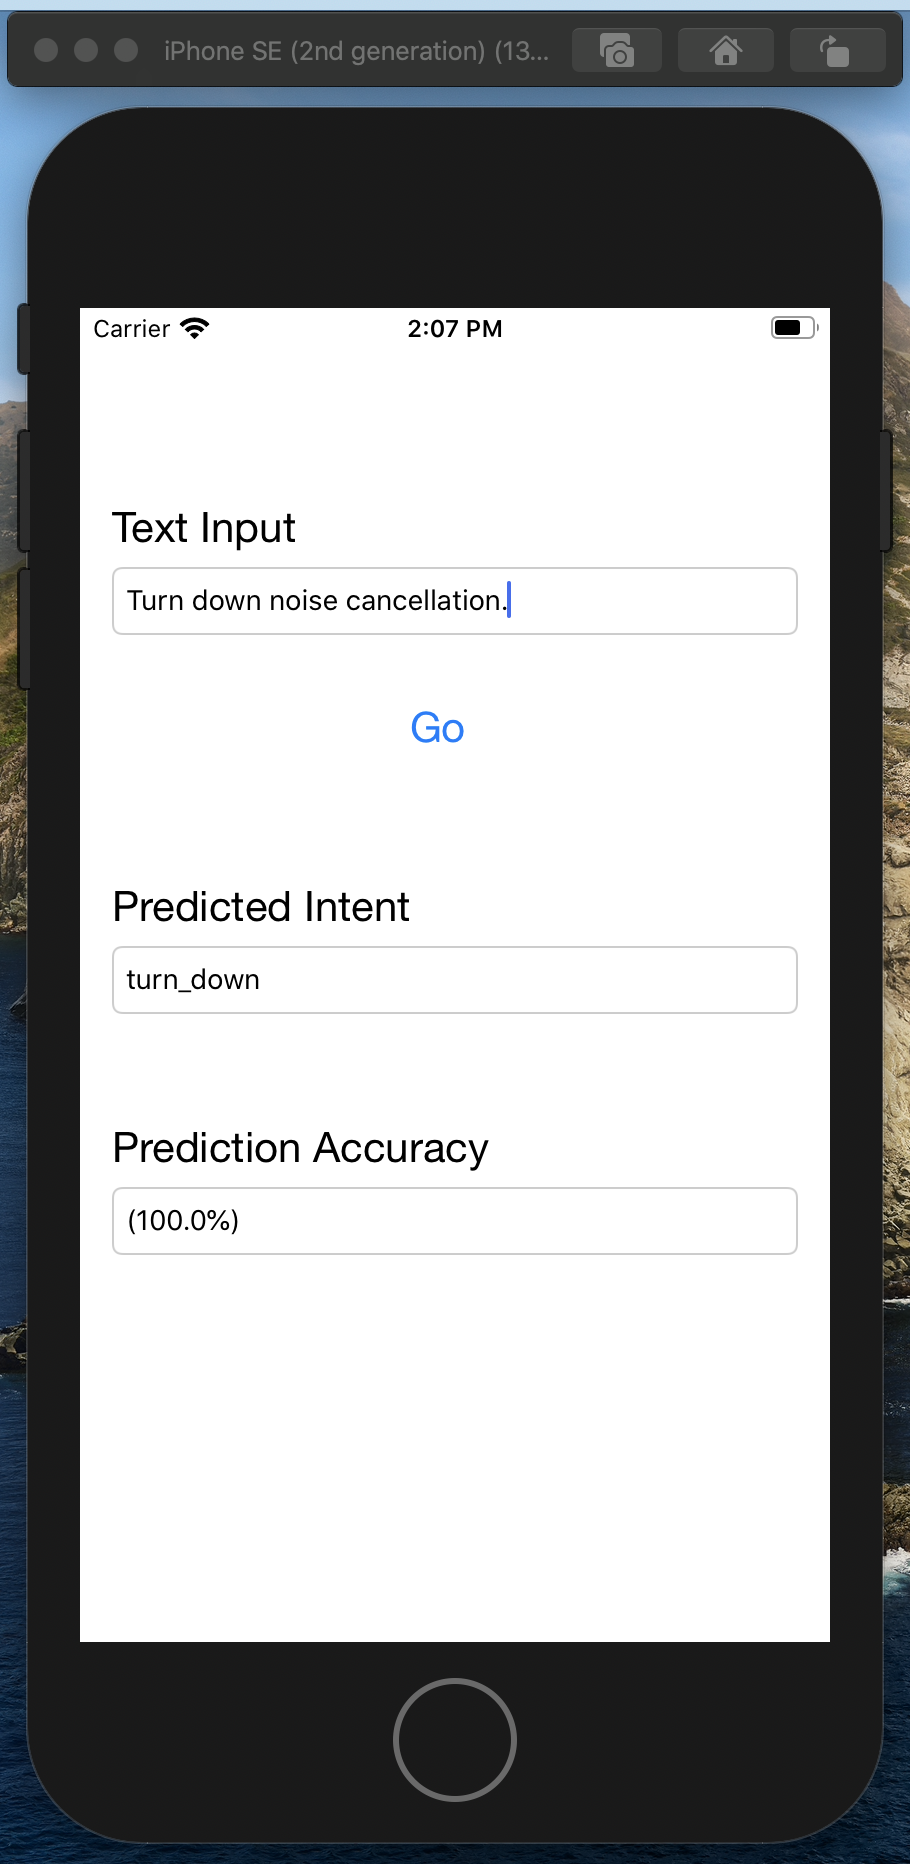 iPhone SE (2nd generation) (13...
Carrier 2:07 PM
Text Input
Turn down noise cancellation.
Go
Predicted Intent
turn_down
Prediction Accuracy
(100.0%)